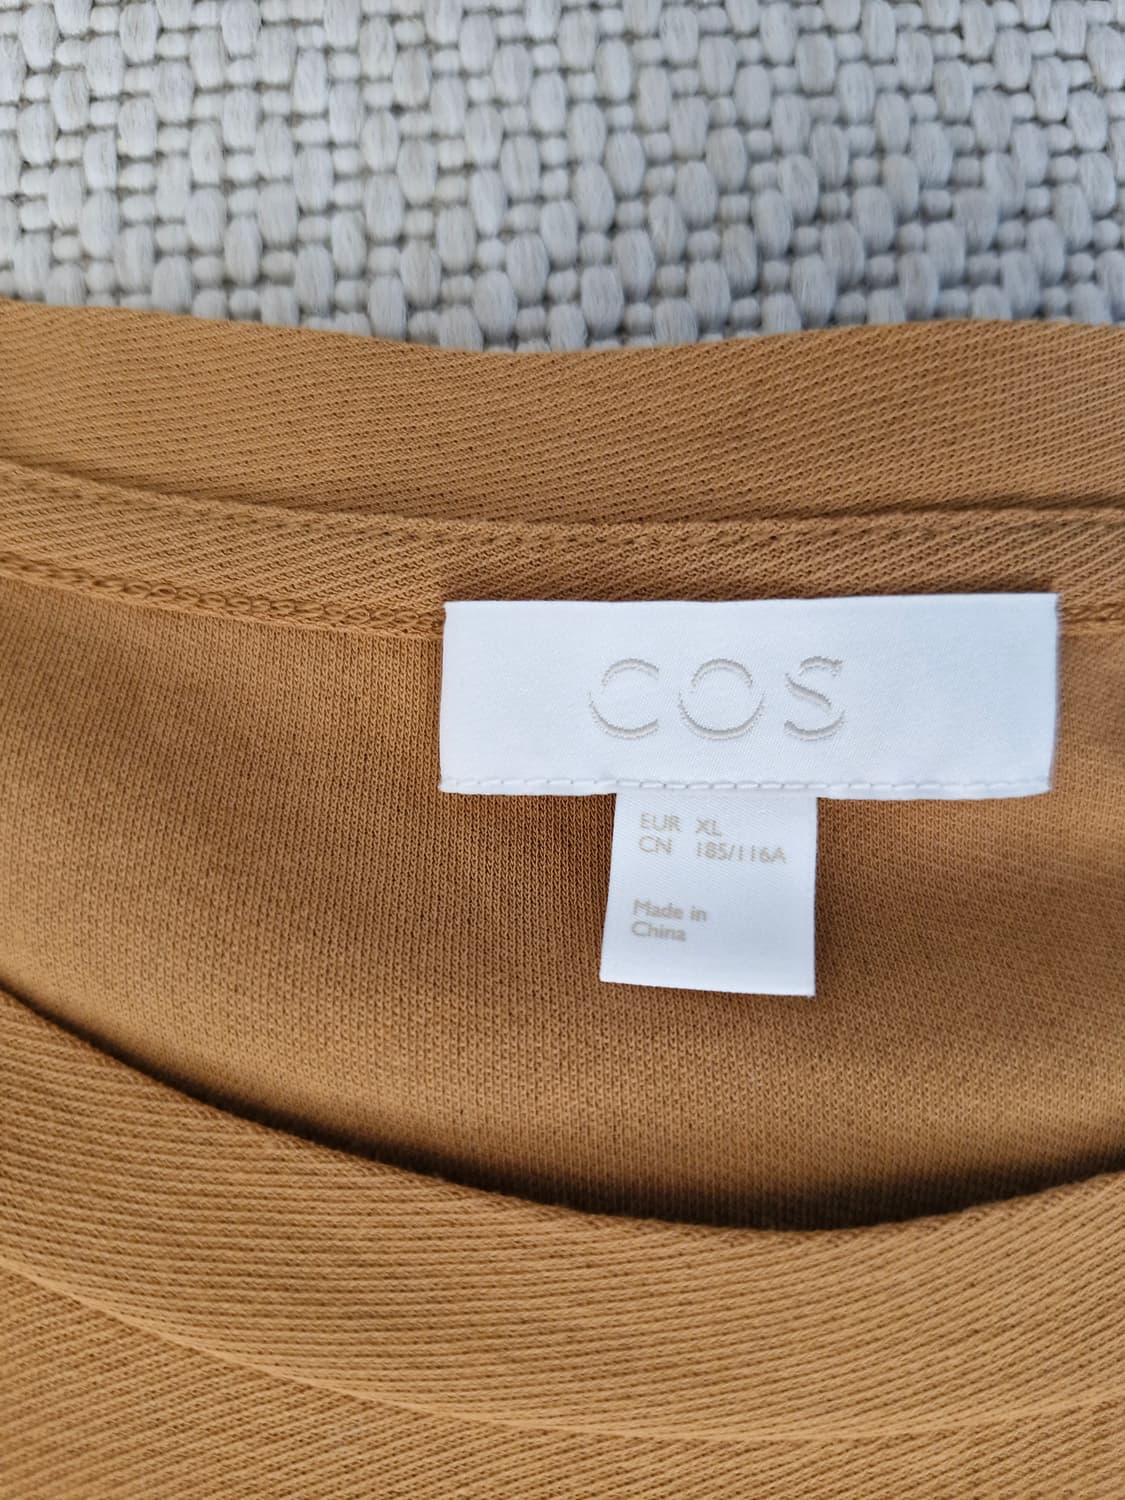 COS
EUR XL
CN 185/116A
Made in
China